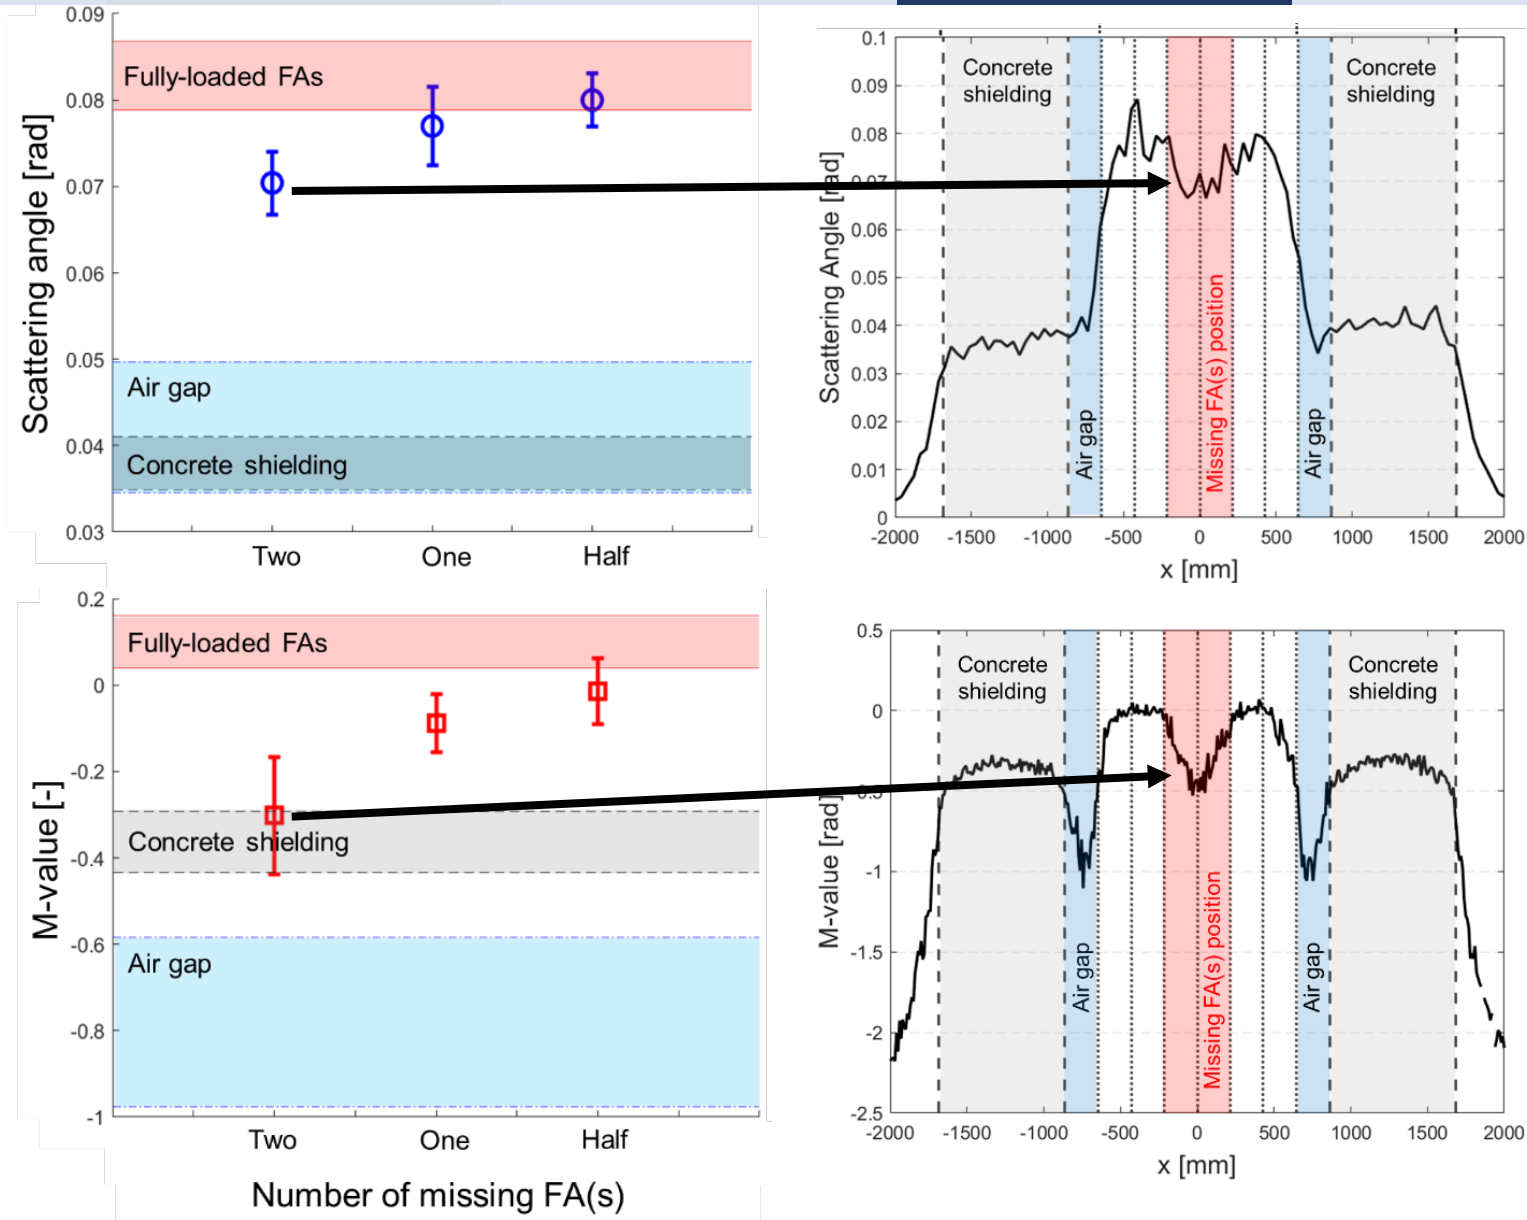 0.09
0.08
0.07
0.06
0.05
0.04
0.03
Scattering angle [rad]
Fully-loaded FAs
Air gap
Concrete shielding
Two One Half
0.1
0.09
0.08
0.07
0.06
0.05
0.04
0.03
0.02
0.01
0
Scattering Angle [rad]
Concrete
shielding
Air gap
Missing FA(s) position
Air gap
Concrete
shielding
-2000 -1500 -1000 -500 0 500 1000 1500 2000
x [mm]
0.2
0
-0.2
-0.4
-0.6
-0.8
-1
M-value [-]
Fully-loaded FAs
Concrete shielding
Air gap
Two One Half
Number of missing FA(s)
0.5
0
-1
-1.5
-2
-2.5
M-value [rad]
Concrete
shielding
Air gap
Missing FA(s) position
Air gap
Concrete
shielding
-2000 -1500 -1000 -500 0 500 1000 1500 2000
x [mm]